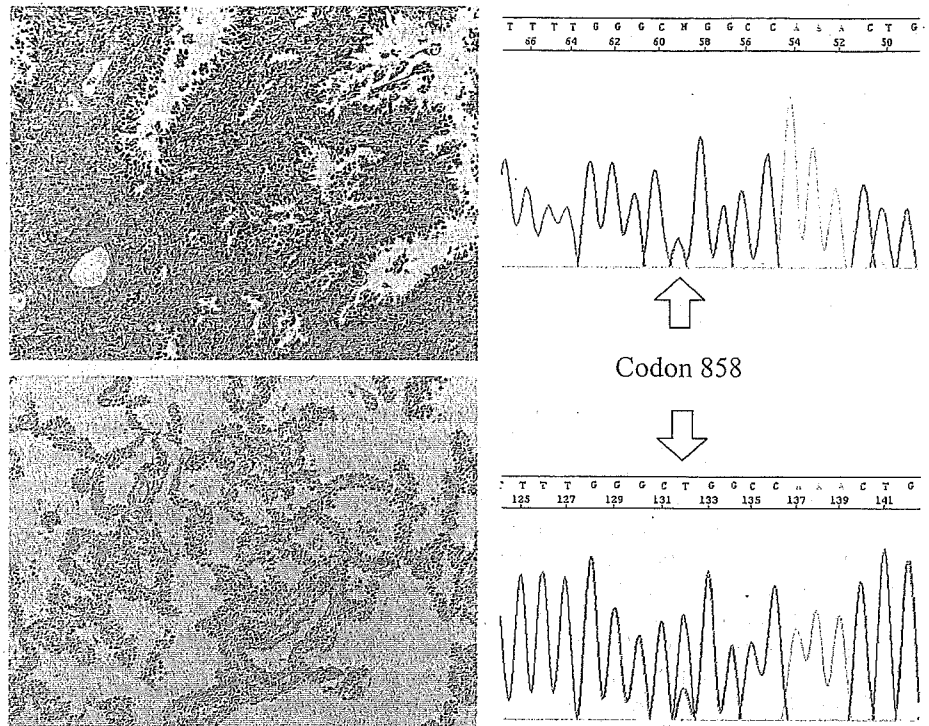 T T T T G G G C N G G C C A A A C T G
66 64 62 60 58 56 54 52 50
Codon 858
T T T G G G C T G G C C A A C T G
125 127 129 131 133 135 137 139 141